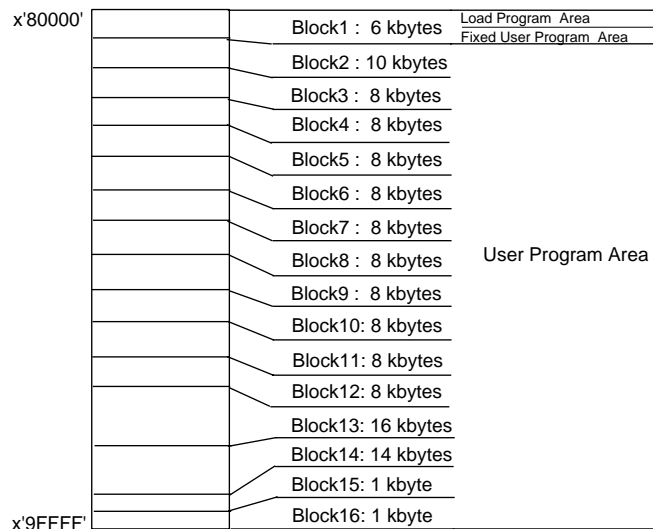 x'80000'
Block1 : 6 kbytes
Load Program Area
Fixed User Program Area
Block2 : 10 kbytes
Block3 : 8 kbytes
Block4 : 8 kbytes
Block5 : 8 kbytes
Block6 : 8 kbytes
Block7 : 8 kbytes
Block8 : 8 kbytes
User Program Area
Block9 : 8 kbytes
Block10: 8 kbytes
Block11: 8 kbytes
Block12: 8 kbytes
Block13: 16 kbytes
Block14: 14 kbytes
Block15: 1 kbyte
Block16: 1 kbyte
x'9FFFF'